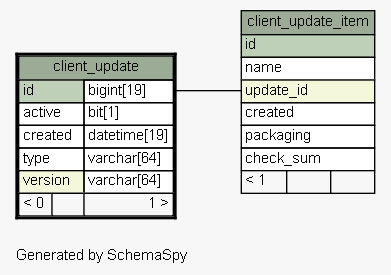 client_update
id bigint[19]
active bit[1]
created datetime[19]
type varchar[64]
version varchar[64]
< 0 1 >
client_update_item
id
name
update_id
created
packaging
check_sum
< 1
Generated by SchemaSpy